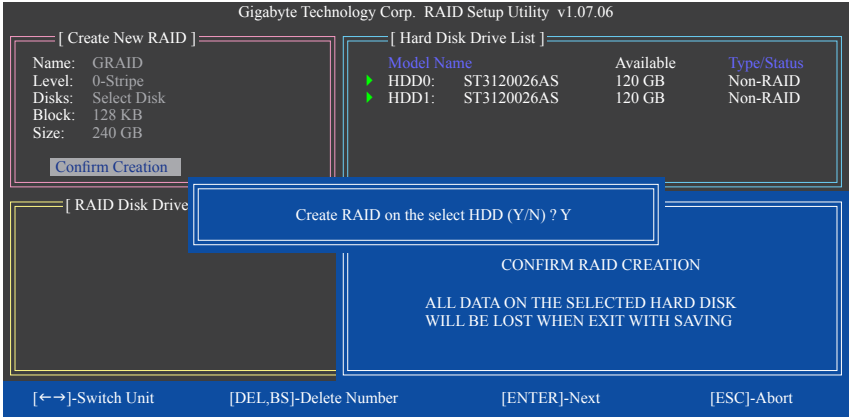 Gigabyte Technology Corp. RAID Setup Utility v1.07.06
[ Create New RAID ]
Name: GRAID
Level: 0-Stripe
Disks: Select Disk
Block: 128 KB
Size: 240 GB
Confirm Creation
[ Hard Disk Drive List ]
Model Name Available Type/Status
HDD0: ST3120026AS 120 GB Non-RAID
HDD1: ST3120026AS 120 GB Non-RAID
[ RAID Disk Drive
Create RAID on the select HDD (Y/N) ? Y
CONFIRM RAID CREATION
ALL DATA ON THE SELECTED HARD DISK
WILL BE LOST WHEN EXIT WITH SAVING
[←→]-Switch Unit [DEL,BS]-Delete Number [ENTER]-Next [ESC]-Abort